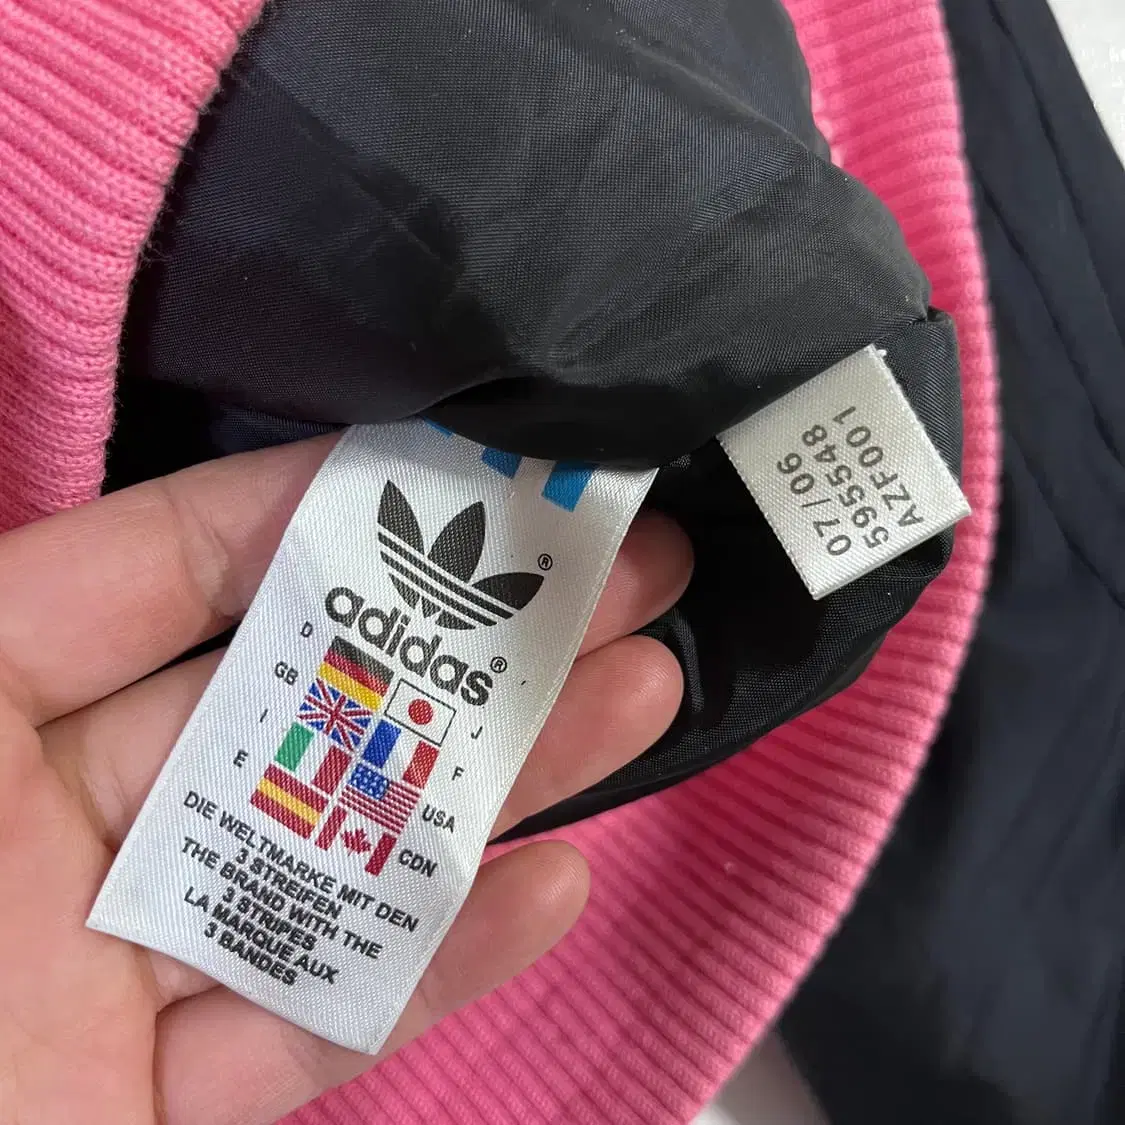 adidas®
®
D
GB
I
E
J
F
USA
CDN
DIE WELTMARKE MIT DEN
3 STREIFEN
THE BRAND WITH THE
3 STRIPES
LA MARQUE AUX
3 BANDES
07/06
595548
AZF001